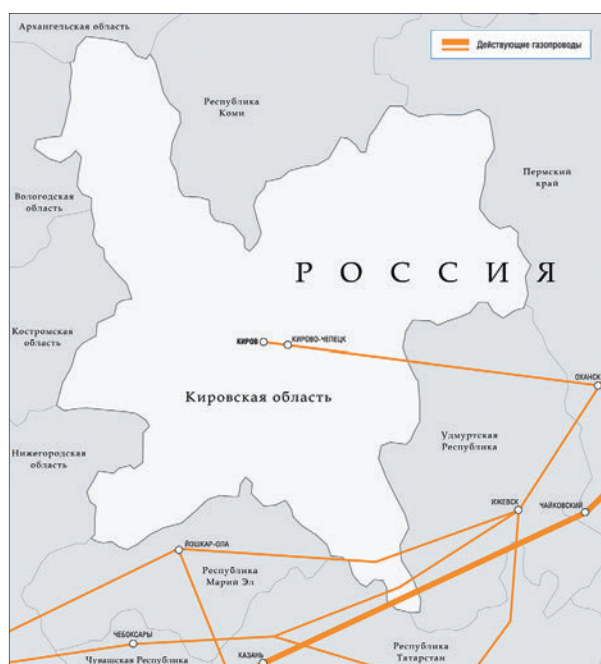 Архангельская область
Действующие газопроводы
Республика
Коми
Пермский
край
Вологодская
область
РОССИЯ
Костромская
область
КИРОВ
КИРОВО-ЧЕПЕЦК
ОХАНСК
Кировская область
Удмуртская
Республика
Нижегородская
область
ИЖЕВСК
ЧАЙКОВСКИЙ
ЙОШКАР-ОЛА
Республика
Марий Эл
ЧЕБОКСАРЫ
КАЗАНЬ
Республика
Татарстан
Чувашская Республика